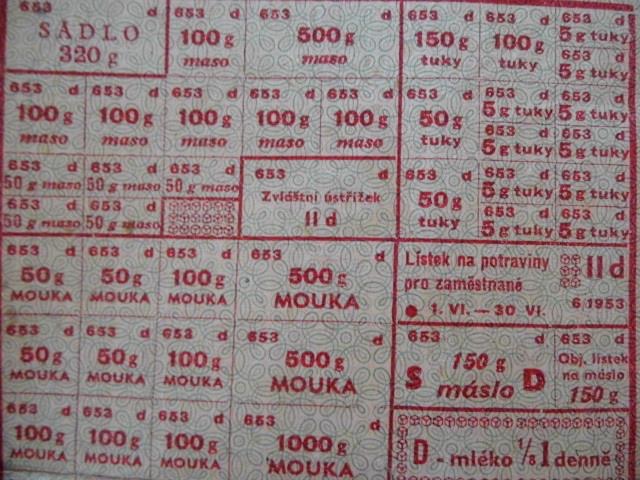 653 d
SÁDLO
320 g
653 d
100 g
maso
653 d
500 g
maso
653 d
150 g
tuky
653 d
100 g
tuky
653 d
5 g tuky
653 d
5 g tuky
653 d
100 g
maso
653 d
100 g
maso
653 d
100 g
maso
653 d
100 g
maso
653 d
100 g
maso
653 d
50 g
tuky
653 d
5 g tuky
653 d
5 g tuky
653 d
5 g tuky
653 d
5 g tuky
653 d
50 g maso
653 d
50 g maso
653 d
50 g maso
653 d
50 g maso
653 d
50 g maso
653 d
Zvláštní ústřižek
II d
653 d
50 g
tuky
653 d
5 g tuky
653 d
5 g tuky
653 d
5 g tuky
653 d
5 g tuky
653 d
50 g
MOUKA
653 d
50 g
MOUKA
653 d
100 g
MOUKA
653 d
500 g
MOUKA
Lístek na potraviny
pro zaměstnané
1. VI. — 30 VI.
II d
6 1953
653 d
50 g
MOUKA
653 d
50 g
MOUKA
653 d
100 g
MOUKA
653 d
500 g
MOUKA
653 d
S 150 g máslo D
653 d
Obj. lístek
na máslo
150 g
653 d
100 g
MOUKA
653 d
100 g
MOUKA
653 d
100 g
MOUKA
653 d
1000 g
MOUKA
D - mléko 1/8 l denně